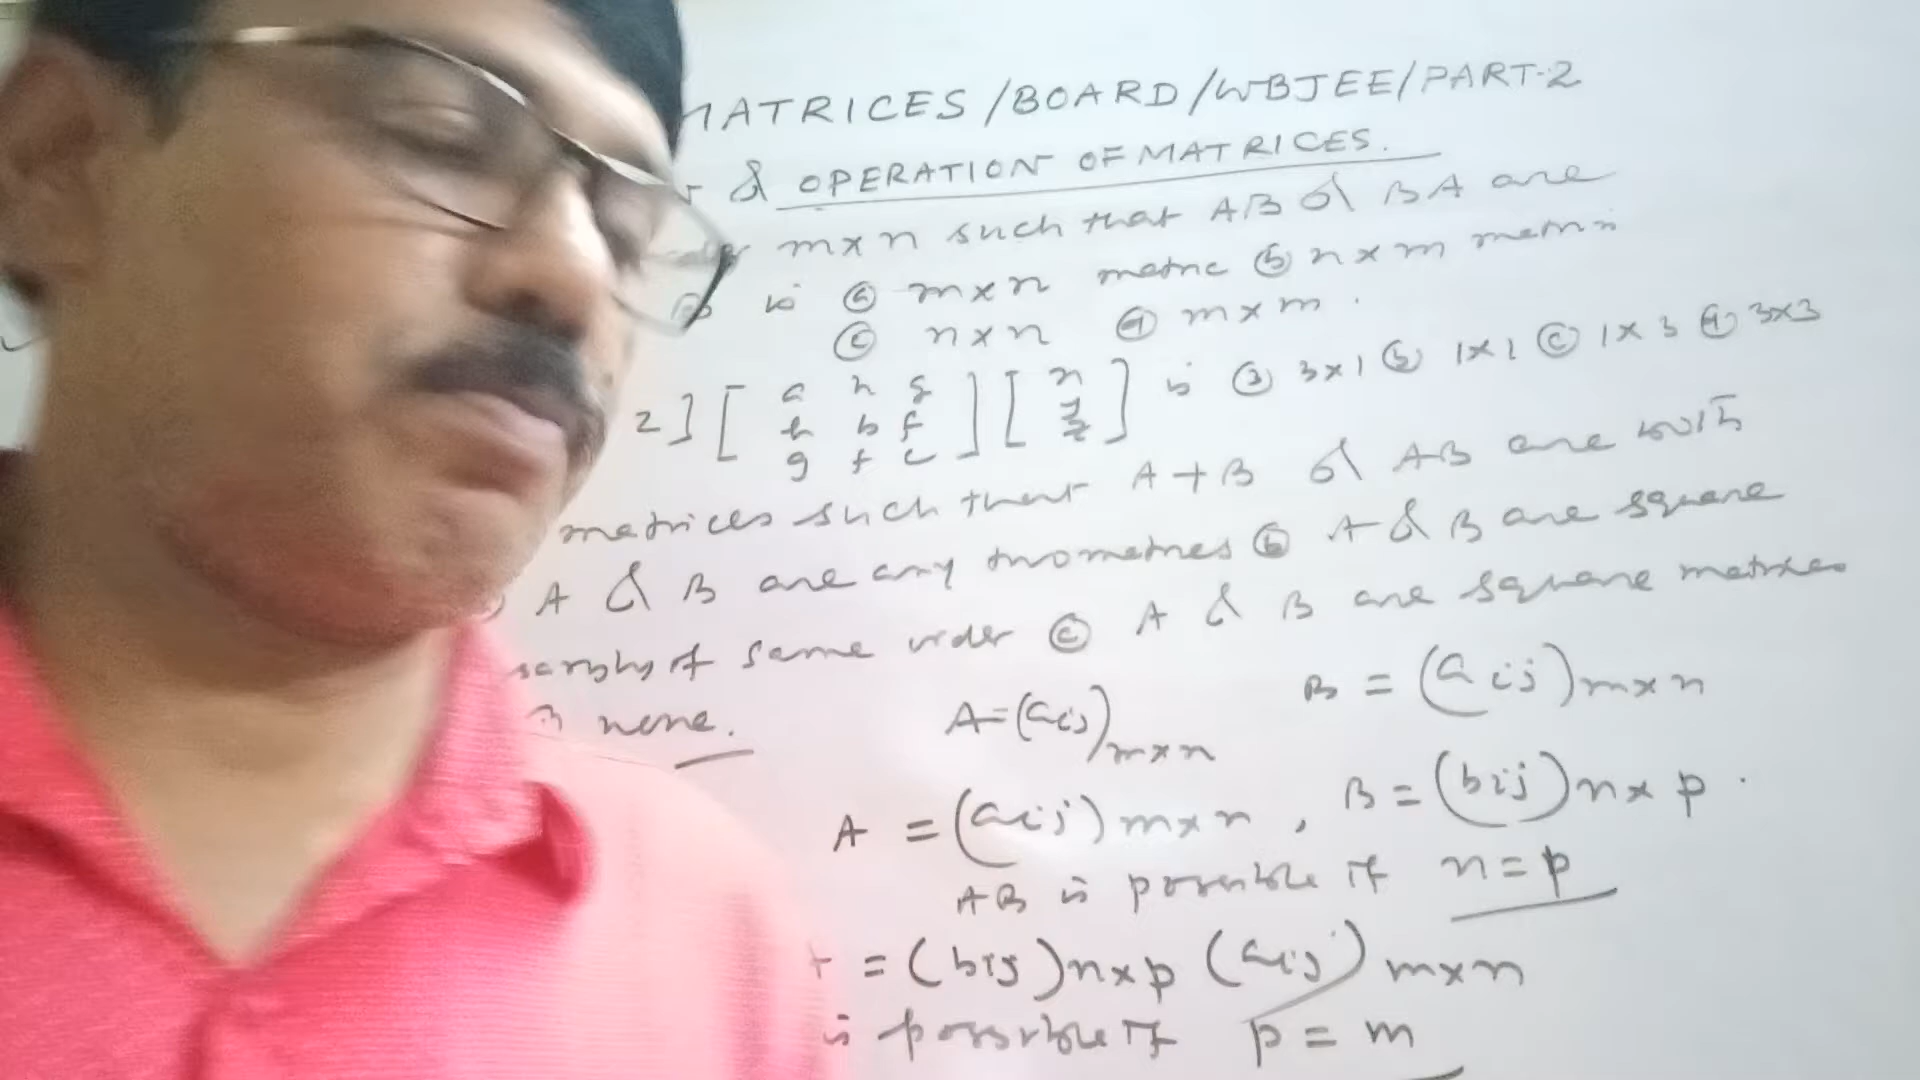 MATRICES/BOARD/WBJEE/PART-2
& OPERATION OF MATRICES.
m×n such that AB & BA are
B is ⓐ m×n matric ⓑ n×m matrix
ⓒ n×n ⓓ m×m.
z] [a h g
h b f
g f c] [x
y
z] is ⓐ 3×1 ⓑ 1×1 ⓒ 1×3 ⓓ 3×3
matrices such that A+B & AB are with
A & B are any two matrices ⓑ A & B are square
of same order ⓒ A & B are square matrices
B none.
A=(aij)m×n B = (aij)m×n
A = (aij)m×n, B = (bij)n×p.
AB is possible if n=p
= (bij)n×p (aij)m×n
is possible if p = m